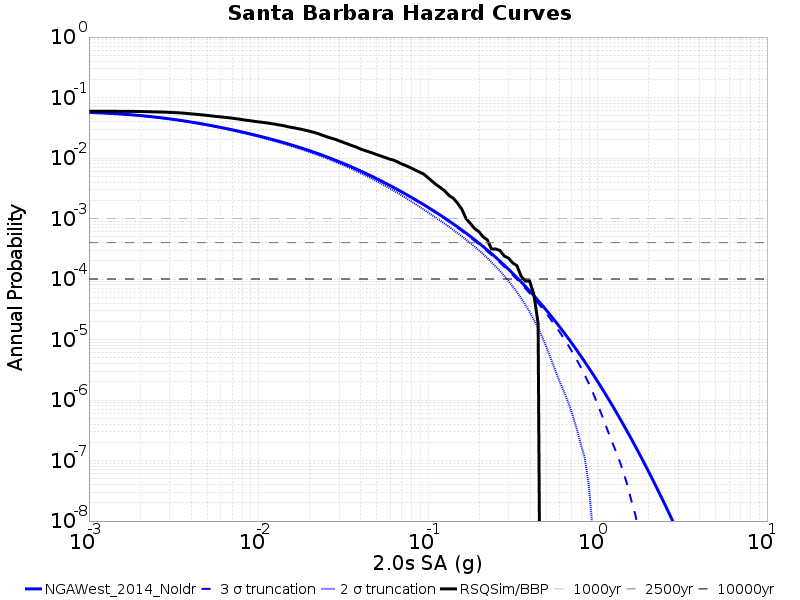 Santa Barbara Hazard Curves
10^0
10^-1
10^-2
10^-3
10^-4
10^-5
10^-6
10^-7
10^-8
Annual Probability
10^-3 10^-2 10^-1 10^0 10^1
2.0s SA (g)
NGAWest_2014_NoIdr 3 σ truncation 2 σ truncation RSQSim/BBP 1000yr 2500yr 10000yr